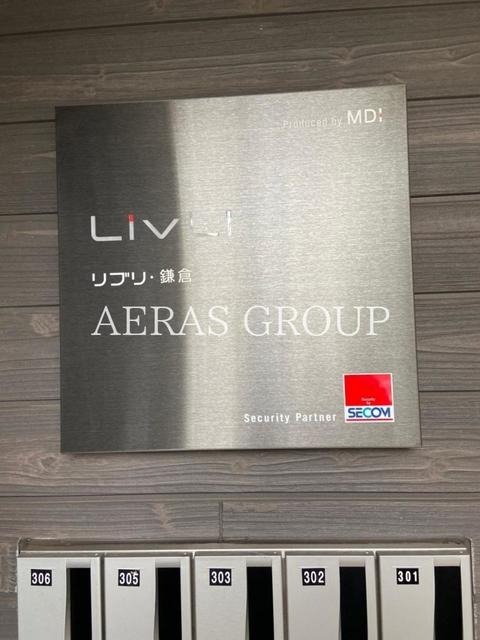 Produced by MDI
Livli
リブリ・鎌倉
AERAS GROUP
Security by
SECOM
Security Partner
306 305 303 302 301